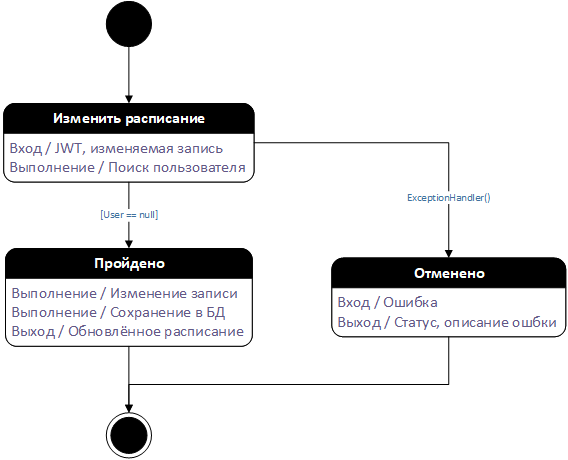 Изменить расписание
Вход / JWT, изменяемая запись
Выполнение / Поиск пользователя
ExceptionHandler()
[User == null]
Пройдено
Выполнение / Изменение записи
Выполнение / Сохранение в БД
Выход / Обновлённое расписание
Отменено
Вход / Ошибка
Выход / Статус, описание ошбки